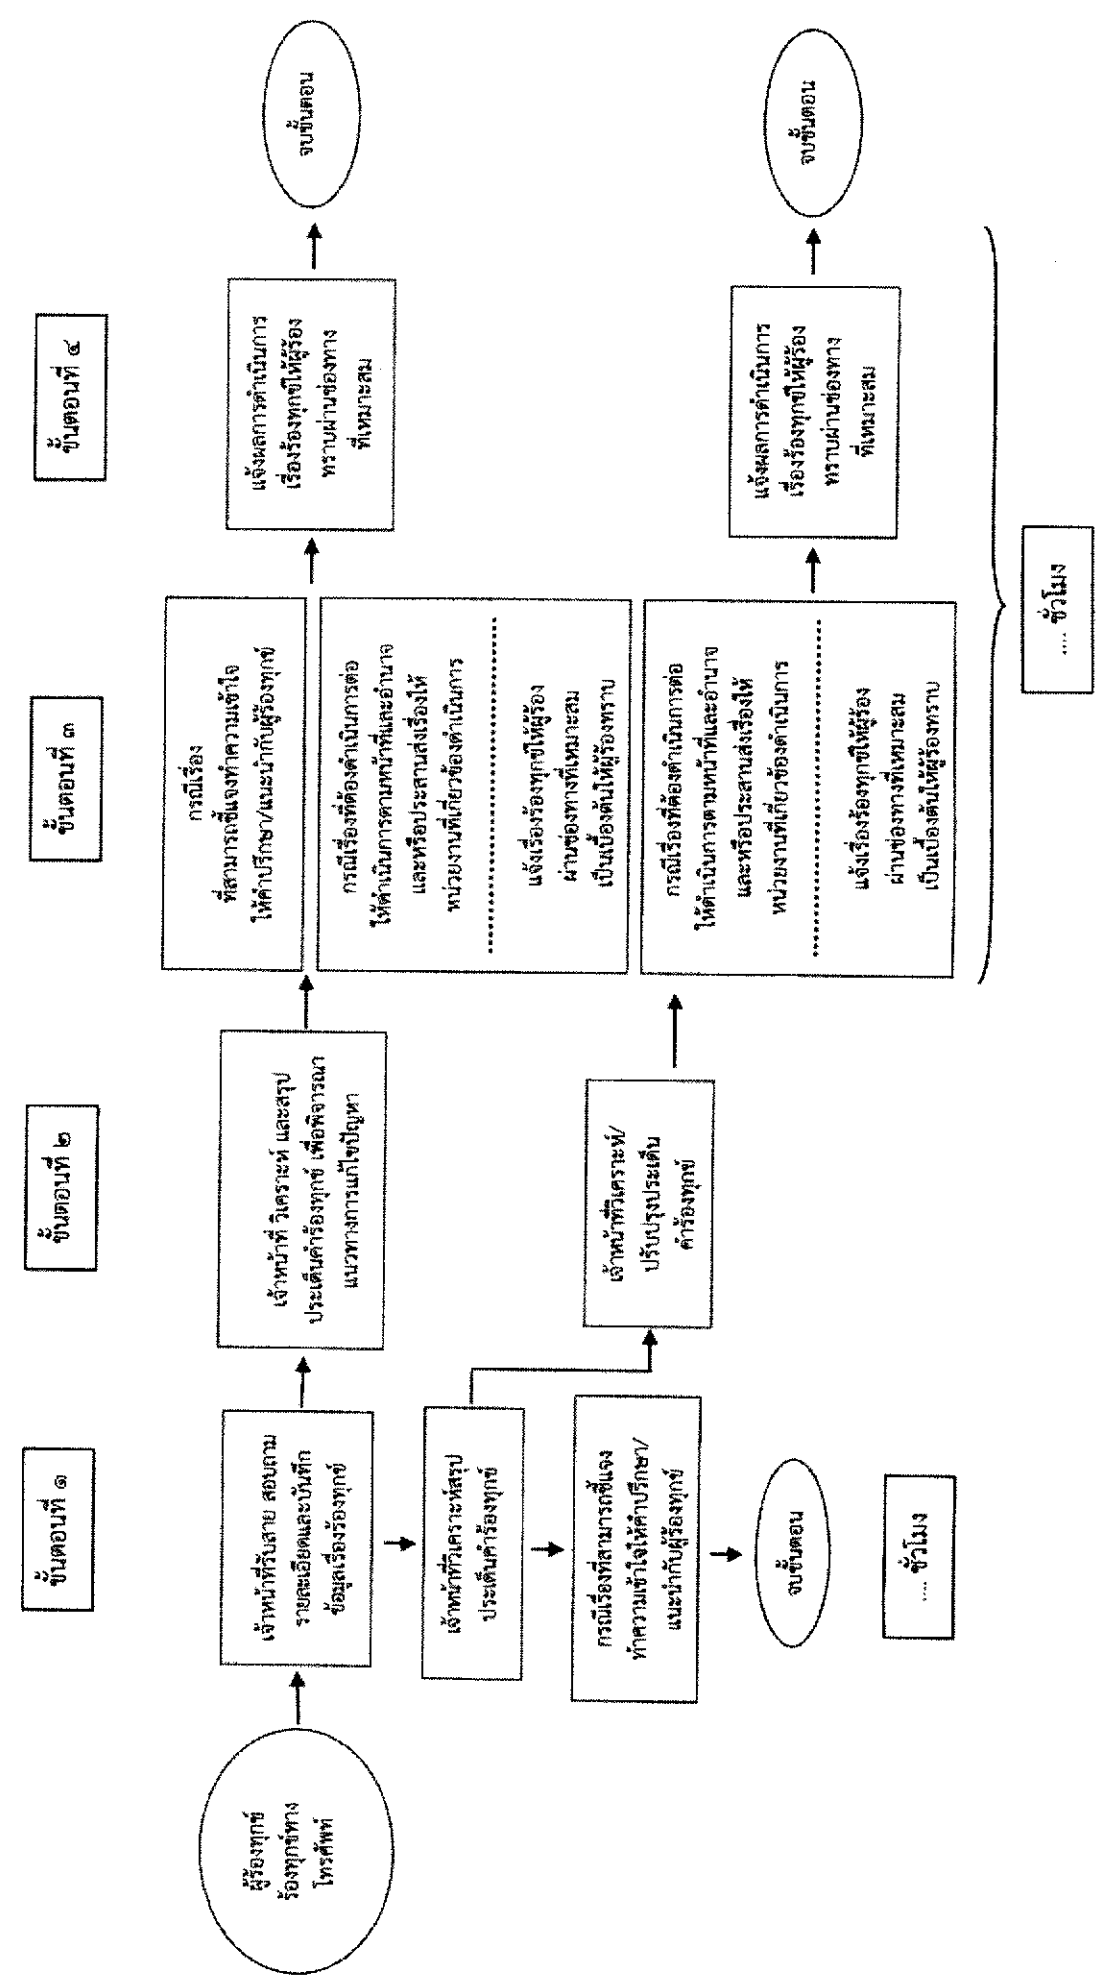 ขั้นตอนที่ ๑
ขั้นตอนที่ ๒
ขั้นตอนที่ ๓
ขั้นตอนที่ ๔
ผู้ร้องทุกข์
ร้องทุกข์ทาง
โทรศัพท์
เจ้าหน้าที่รับสาย สอบถาม
รายละเอียดและบันทึก
ข้อมูลเรื่องร้องทุกข์
เจ้าหน้าที่วิเคราะห์สรุป
ประเด็นคำร้องทุกข์
กรณีเรื่องที่สามารถชี้แจง
ทำความเข้าใจให้คำปรึกษา/
แนะนำกับผู้ร้องทุกข์
จบขั้นตอน
.... ชั่วโมง
เจ้าหน้าที่ วิเคราะห์ และสรุป
ประเด็นคำร้องทุกข์ เพื่อพิจารณา
แนวทางการแก้ไขปัญหา
เจ้าหน้าที่วิเคราะห์/
ปรับปรุงประเด็น
คำร้องทุกข์
กรณีเรื่อง
ที่สามารถชี้แจงทำความเข้าใจ
ให้คำปรึกษา/แนะนำกับผู้ร้องทุกข์
กรณีเรื่องที่ต้องดำเนินการต่อ
ให้ดำเนินการตามหน้าที่และอำนาจ
และหรือประสานส่งเรื่องให้
หน่วยงานที่เกี่ยวข้องดำเนินการ
แจ้งเรื่องร้องทุกข์ให้ผู้ร้อง
ผ่านช่องทางที่เหมาะสม
เป็นเบื้องต้นให้ผู้ร้องทราบ
กรณีเรื่องที่ต้องดำเนินการต่อ
ให้ดำเนินการตามหน้าที่และอำนาจ
และหรือประสานส่งเรื่องให้
หน่วยงานที่เกี่ยวข้องดำเนินการ
แจ้งเรื่องร้องทุกข์ให้ผู้ร้อง
ผ่านช่องทางที่เหมาะสม
เป็นเบื้องต้นให้ผู้ร้องทราบ
แจ้งผลการดำเนินการ
เรื่องร้องทุกข์ให้ผู้ร้อง
ทราบผ่านช่องทาง
ที่เหมาะสม
จบขั้นตอน
แจ้งผลการดำเนินการ
เรื่องร้องทุกข์ให้ผู้ร้อง
ทราบผ่านช่องทาง
ที่เหมาะสม
จบขั้นตอน
.... ชั่วโมง